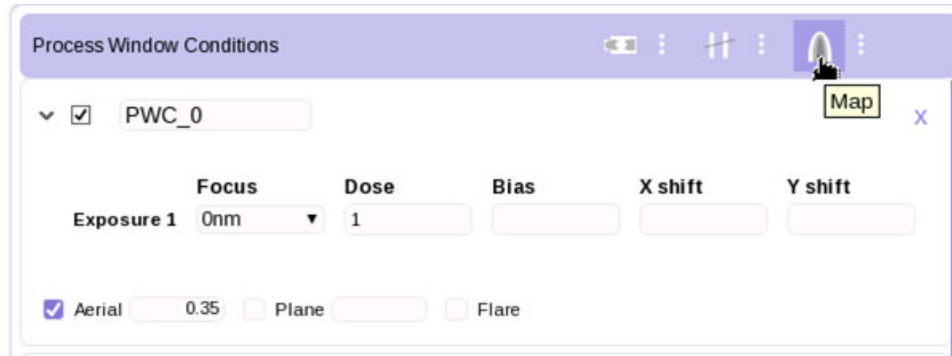 Process Window Conditions
Map
PWC_0 X
Focus Dose Bias X shift Y shift
Exposure 1 0nm 1
Aerial 0.35 Plane Flare